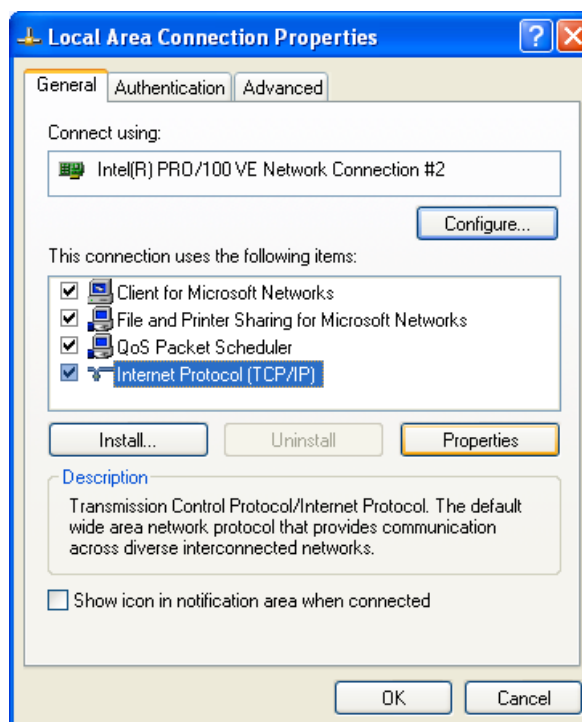 Local Area Connection Properties
General
Authentication
Advanced
Connect using:
Intel(R) PRO/100 VE Network Connection #2
Configure...
This connection uses the following items:
Client for Microsoft Networks
File and Printer Sharing for Microsoft Networks
QoS Packet Scheduler
Internet Protocol (TCP/IP)
Install...
Uninstall
Properties
Description
Transmission Control Protocol/Internet Protocol. The default
wide area network protocol that provides communication
across diverse interconnected networks.
Show icon in notification area when connected
OK
Cancel